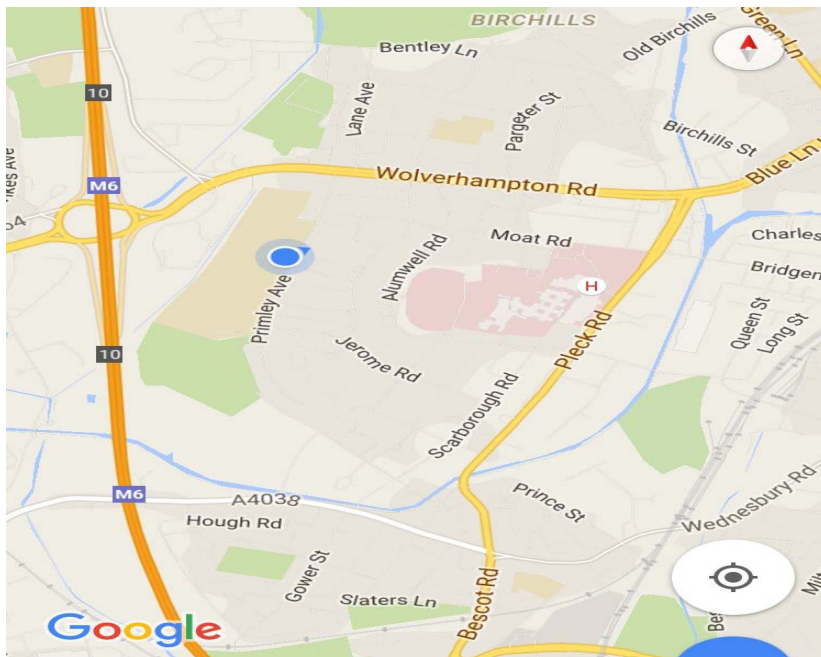 BIRCHILLS
Bentley Ln
Old Birchills
Green Ln
10
Lane Ave
Pargeter St
Birchills St
Wolverhampton Rd
Blue Ln
M6
Moat Rd
Charles
Alumwell Rd
Bridgen
H
Primley Ave
Queen St
Long St
Jerome Rd
Pleck Rd
10
Scarborough Rd
M6
A4038
Prince St
Wednesbury Rd
Hough Rd
Gower St
Slaters Ln
Bescot Rd
Google